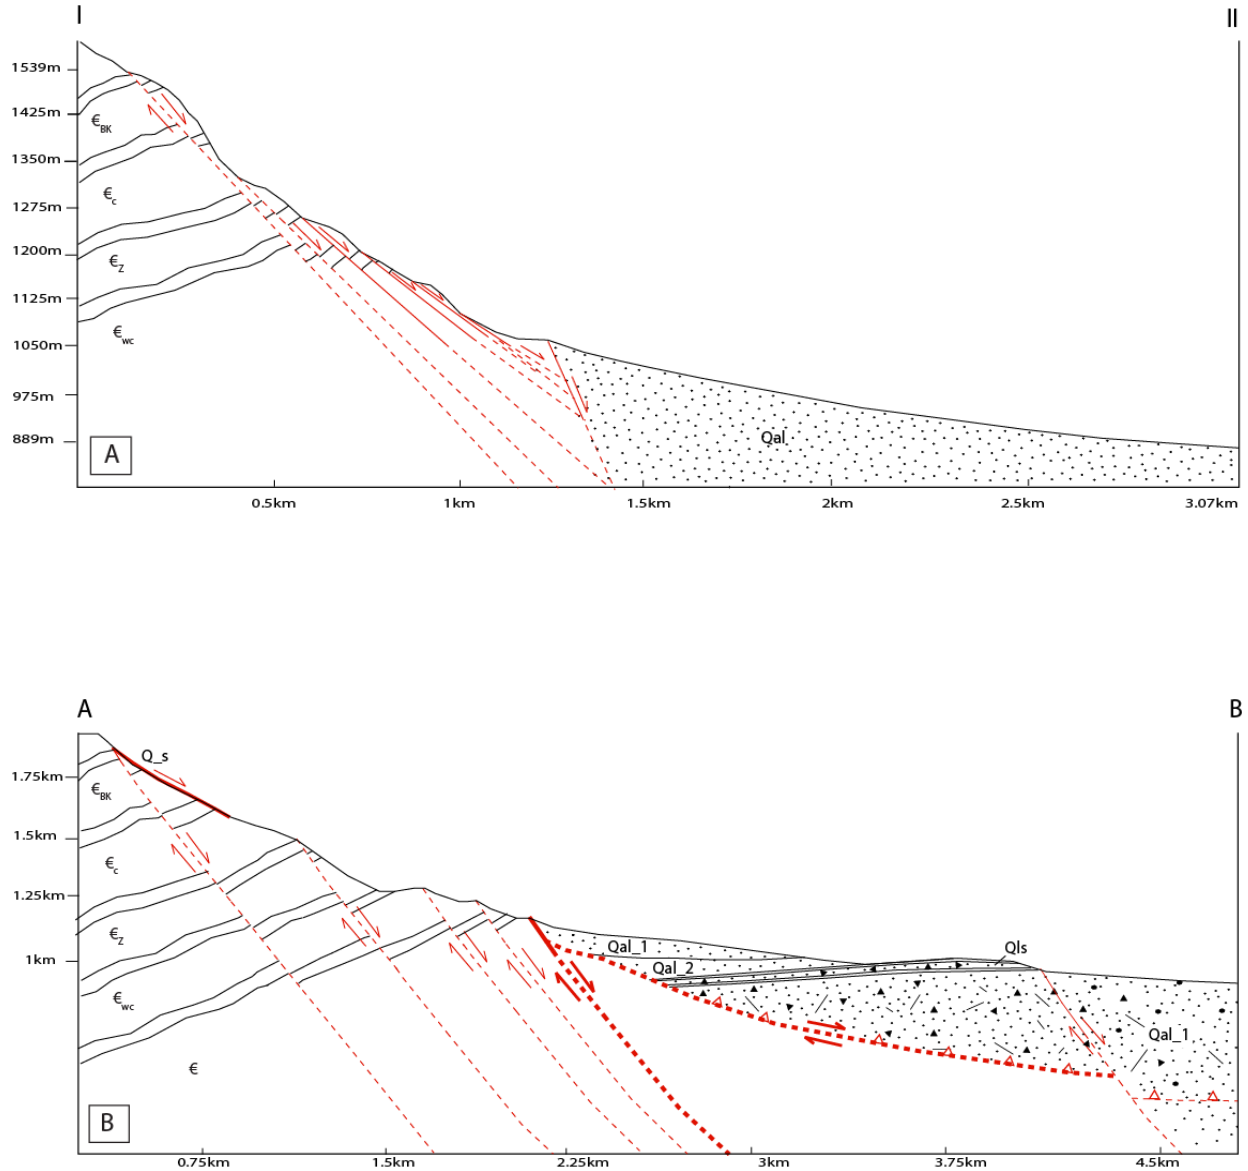 I
II
1539m
1425m
€BK
1350m
€c
1275m
1200m
€Z
1125m
€wc
1050m
975m
889m
A
Qal
0.5km 1km 1.5km 2km 2.5km 3.07km
A
B
Q_s
1.75km
€BK
1.5km
€c
1.25km
€Z
Qal_1
Qls
1km
Qal_2
€wc
Qal_1
€
B
0.75km 1.5km 2.25km 3km 3.75km 4.5km